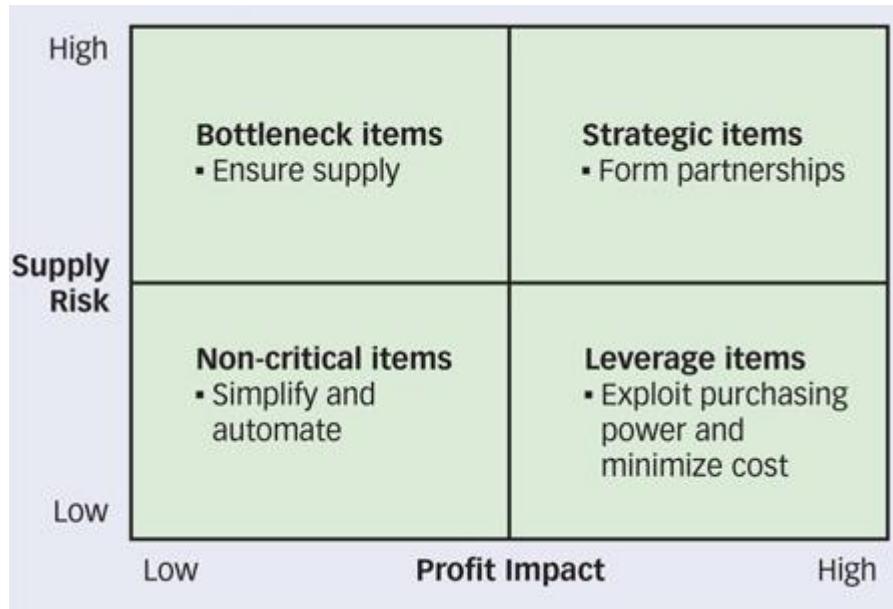 High
Bottleneck items
▪ Ensure supply
Strategic items
▪ Form partnerships
Supply
Risk
Non-critical items
▪ Simplify and
automate
Leverage items
▪ Exploit purchasing
power and
minimize cost
Low
Low
Profit Impact
High